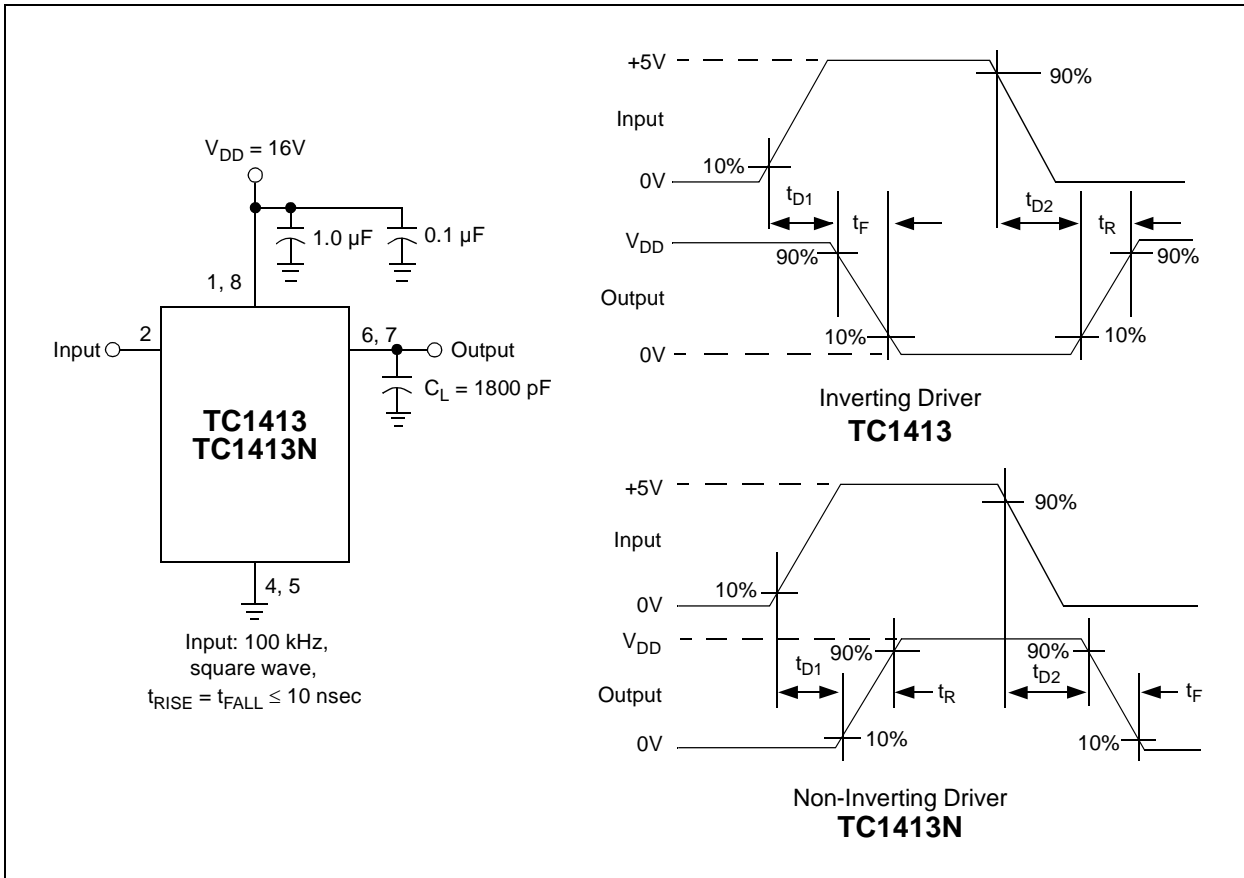 V_DD = 16V
1.0 µF
0.1 µF
1, 8
2
6, 7
Input
Output
C_L = 1800 pF
TC1413
TC1413N
4, 5
Input: 100 kHz,
square wave,
t_RISE = t_FALL ≤ 10 nsec
+5V
90%
Input
10%
0V
t_D1
t_F
t_D2
t_R
V_DD
90%
90%
Output
10%
10%
0V
Inverting Driver
TC1413
+5V
90%
Input
10%
0V
V_DD
t_D1
90%
90%
t_D2
Output
t_R
t_F
0V
10%
10%
Non-Inverting Driver
TC1413N